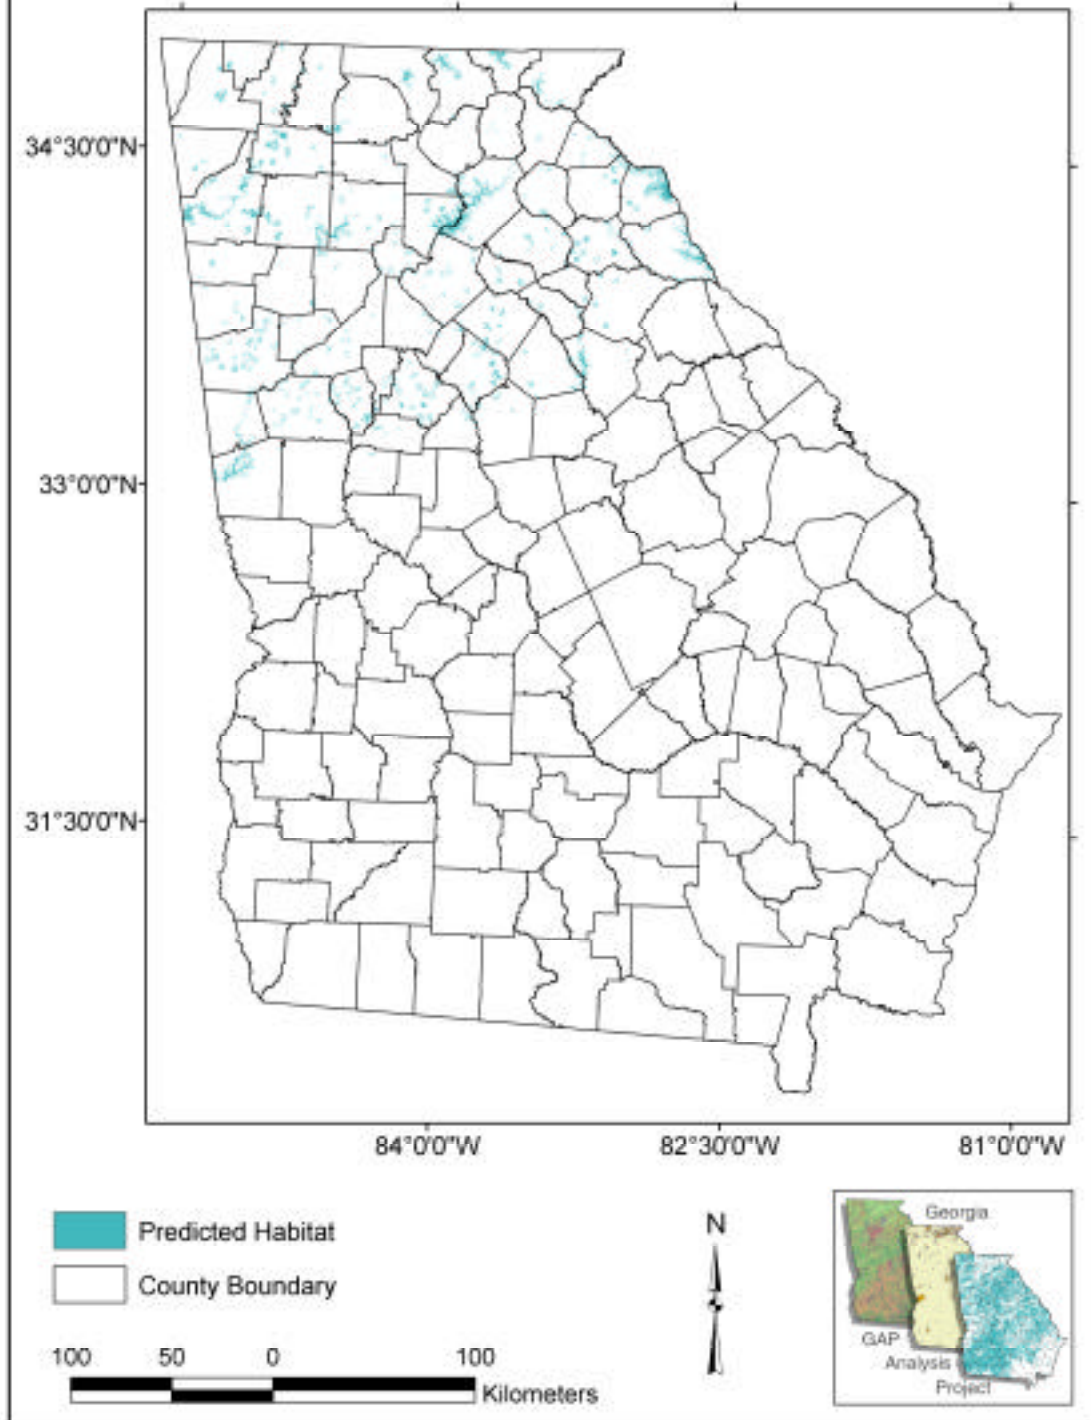 34°30'0"N
33°0'0"N
31°30'0"N
84°0'0"W
82°30'0"W
81°0'0"W
Predicted Habitat
County Boundary
N
100 50 0 100
Kilometers
Georgia
GAP
Analysis
Project